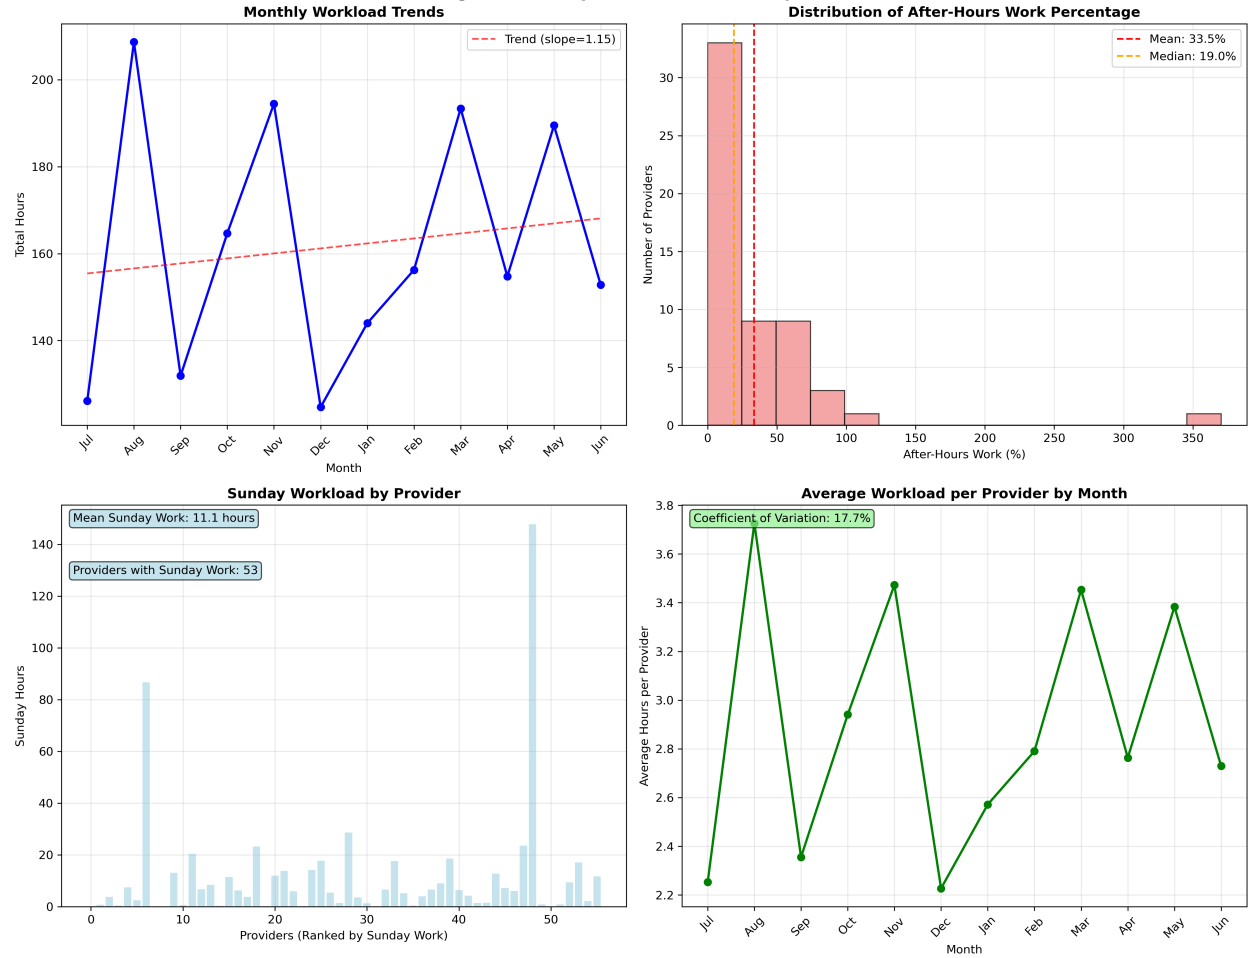 Monthly Workload Trends
Trend (slope=1.15)
200
180
160
140
Total Hours
Jul
Aug
Sep
Oct
Nov
Dec
Jan
Feb
Mar
Apr
May
Jun
Month
Distribution of After-Hours Work Percentage
Mean: 33.5%
Median: 19.0%
30
25
20
15
10
5
0
Number of Providers
0
50
100
150
200
250
300
350
After-Hours Work (%)
Sunday Workload by Provider
Mean Sunday Work: 11.1 hours
Providers with Sunday Work: 53
140
120
100
80
60
40
20
0
Sunday Hours
0
10
20
30
40
50
Providers (Ranked by Sunday Work)
Average Workload per Provider by Month
Coefficient of Variation: 17.7%
3.8
3.6
3.4
3.2
3.0
2.8
2.6
2.4
2.2
Average Hours per Provider
Jul
Aug
Sep
Oct
Nov
Dec
Jan
Feb
Mar
Apr
May
Jun
Month